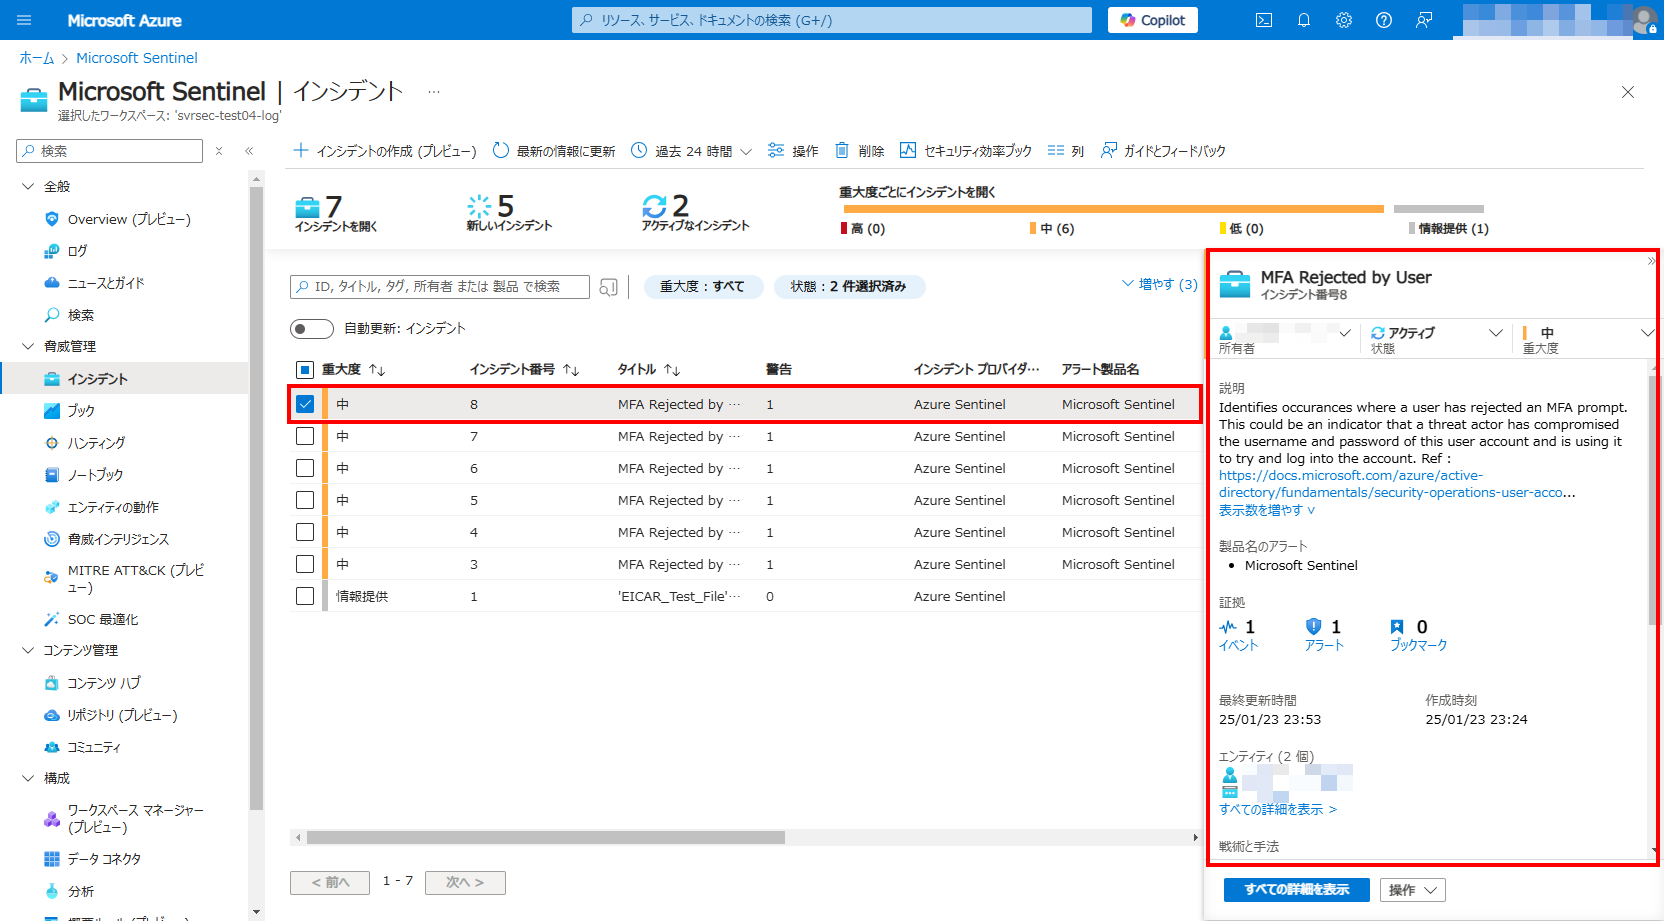 Microsoft Azure
リソース、サービス、ドキュメントの検索 (G+/)
Copilot
ホーム > Microsoft Sentinel
Microsoft Sentinel | インシデント ...
選択したワークスペース: 'svrsec-test04-log'
検索
インシデントの作成 (プレビュー) 最新の情報に更新 過去 24 時間 操作 削除 セキュリティ効率ブック 列 ガイドとフィードバック
全般
Overview (プレビュー)
ログ
ニュースとガイド
検索
脅威管理
インシデント
ブック
ハンティング
ノートブック
エンティティの動作
脅威インテリジェンス
MITRE ATT&CK (プレビ
ュー)
SOC 最適化
コンテンツ管理
コンテンツ ハブ
リポジトリ (プレビュー)
コミュニティ
構成
ワークスペース マネージャー
(プレビュー)
データ コネクタ
分析
7
インシデントを開く
5
新しいインシデント
2
アクティブなインシデント
重大度ごとにインシデントを開く
高 (0) 中 (6) 低 (0) 情報提供 (1)
ID, タイトル, タグ, 所有者 または 製品 で検索
重大度 : すべて
状態 : 2 件選択済み
増やす (3)
自動更新: インシデント
重大度 ↑↓ インシデント番号 ↑↓ タイトル ↑↓ 警告 インシデント プロバイダ… アラート製品名
中 8 MFA Rejected by … 1 Azure Sentinel Microsoft Sentinel
中 7 MFA Rejected by … 1 Azure Sentinel Microsoft Sentinel
中 6 MFA Rejected by … 1 Azure Sentinel Microsoft Sentinel
中 5 MFA Rejected by … 1 Azure Sentinel Microsoft Sentinel
中 4 MFA Rejected by … 1 Azure Sentinel Microsoft Sentinel
中 3 MFA Rejected by … 1 Azure Sentinel Microsoft Sentinel
情報提供 1 'EICAR_Test_File'… 0 Azure Sentinel
< 前へ 1 - 7 次へ >
MFA Rejected by User
インシデント番号8
所有者
アクティブ
状態
中
重大度
説明
Identifies occurances where a user has rejected an MFA prompt.
This could be an indicator that a threat actor has compromised
the username and password of this user account and is using it
to try and log into the account. Ref :
https://docs.microsoft.com/azure/active-
directory/fundamentals/security-operations-user-acco...
表示数を増やす ∨
製品名のアラート
• Microsoft Sentinel
証拠
1 1 0
イベント アラート ブックマーク
最終更新時間 作成時刻
25/01/23 23:53 25/01/23 23:24
エンティティ (2 個)
すべての詳細を表示 >
戦術と手法
すべての詳細を表示 操作